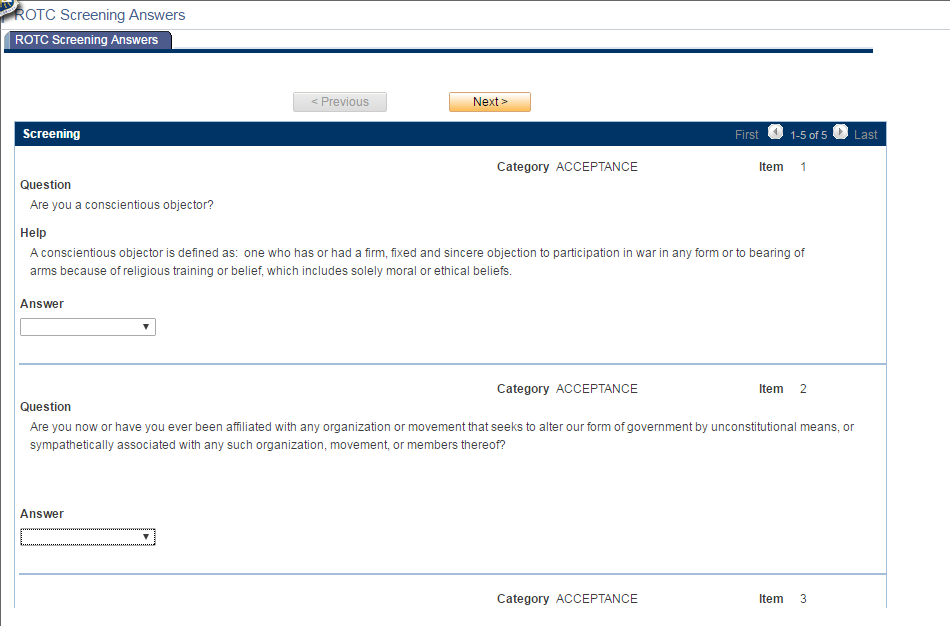 ROTC Screening Answers
ROTC Screening Answers
< Previous Next >
Screening First 1-5 of 5 Last
Category ACCEPTANCE Item 1
Question
Are you a conscientious objector?
Help
A conscientious objector is defined as:  one who has or had a firm, fixed and sincere objection to participation in war in any form or to bearing of
arms because of religious training or belief, which includes solely moral or ethical beliefs.
Answer
Category ACCEPTANCE Item 2
Question
Are you now or have you ever been affiliated with any organization or movement that seeks to alter our form of government by unconstitutional means, or
sympathetically associated with any such organization, movement, or members thereof?
Answer
Category ACCEPTANCE Item 3